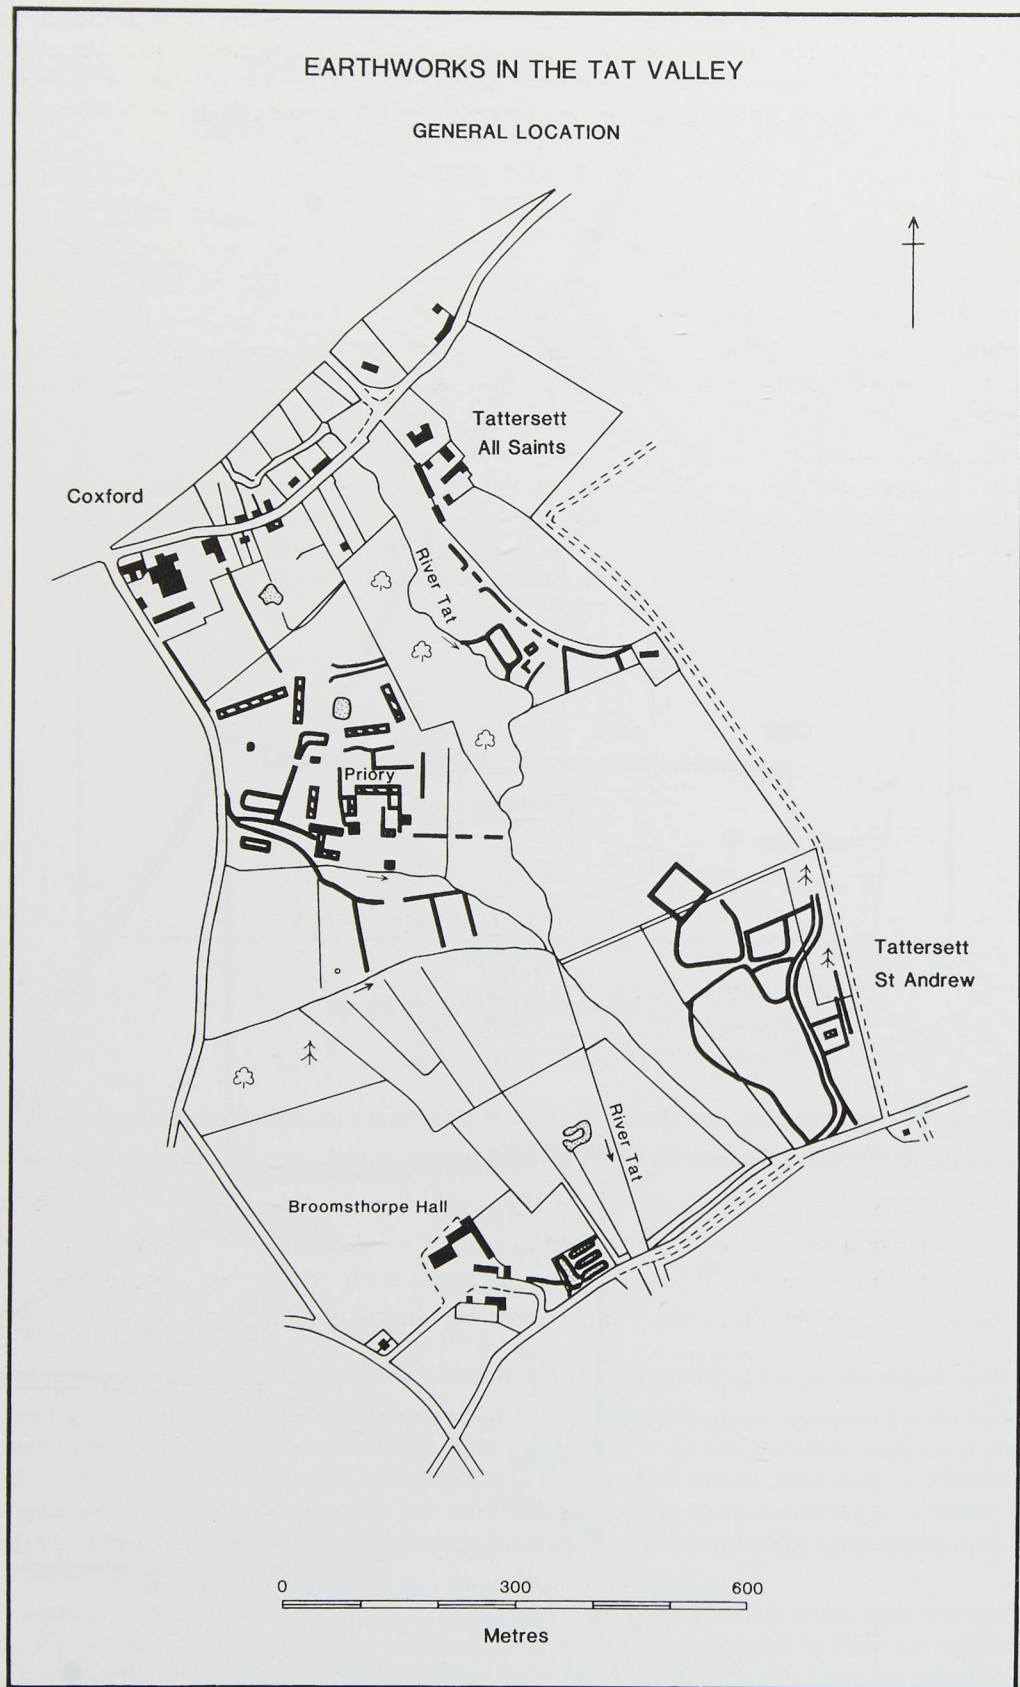 EARTHWORKS IN THE TAT VALLEY
GENERAL LOCATION
Tattersett
All Saints
Coxford
River Tat
Priory
Tattersett
St Andrew
River Tat
Broomsthorpe Hall
0 300 600
Metres